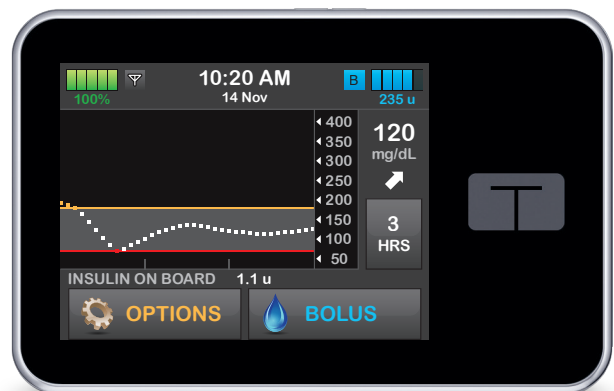 10:20 AM
14 Nov
100%
B
235 u
400
350
300
250
200
150
100
50
120
mg/dL
3
HRS
INSULIN ON BOARD 1.1 u
OPTIONS
BOLUS